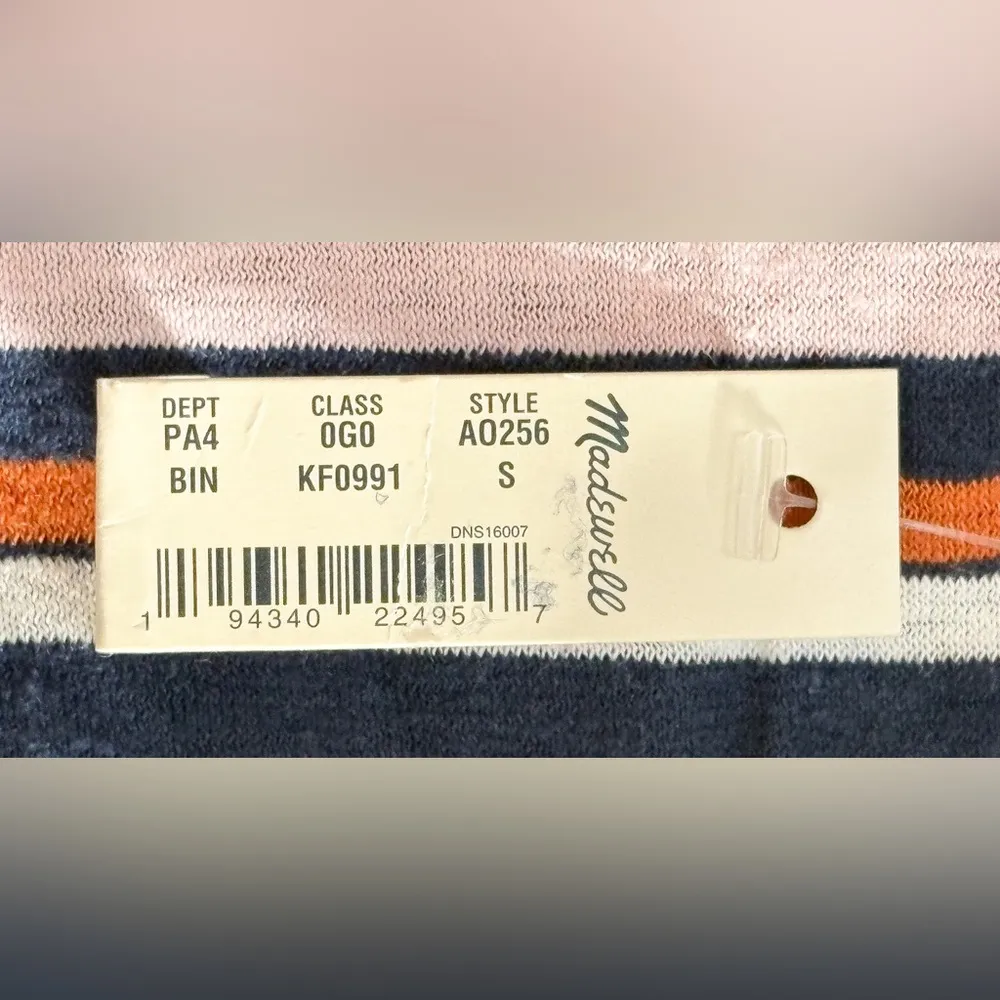 DEPT CLASS STYLE
PA4 0G0 AO256
BIN KF0991 S
DNS16007
1 94340 22495 7
Madewell